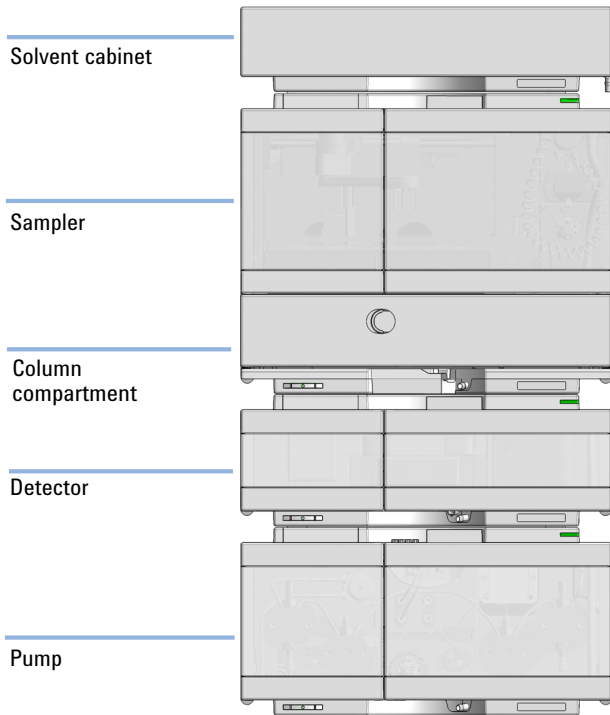 Solvent cabinet
Sampler
Column
compartment
Detector
Pump